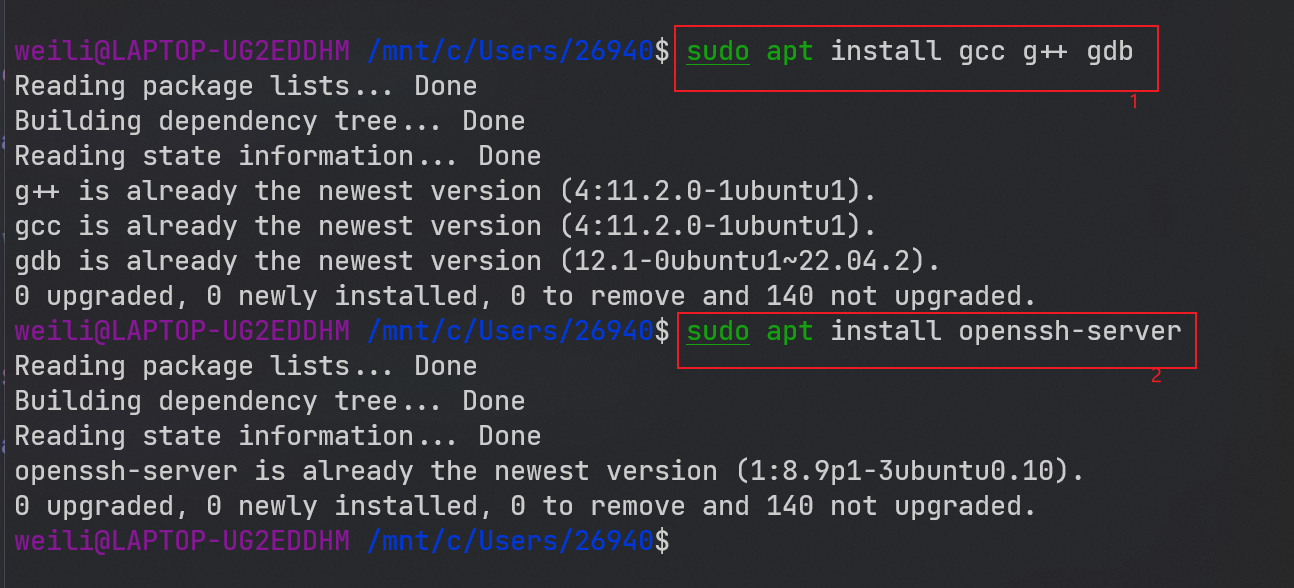 weili@LAPTOP-UG2EDDHM /mnt/c/Users/26940$ sudo apt install gcc g++ gdb
1
Reading package lists... Done
Building dependency tree... Done
Reading state information... Done
g++ is already the newest version (4:11.2.0-1ubuntu1).
gcc is already the newest version (4:11.2.0-1ubuntu1).
gdb is already the newest version (12.1-0ubuntu1~22.04.2).
0 upgraded, 0 newly installed, 0 to remove and 140 not upgraded.
weili@LAPTOP-UG2EDDHM /mnt/c/Users/26940$ sudo apt install openssh-server
2
Reading package lists... Done
Building dependency tree... Done
Reading state information... Done
openssh-server is already the newest version (1:8.9p1-3ubuntu0.10).
0 upgraded, 0 newly installed, 0 to remove and 140 not upgraded.
weili@LAPTOP-UG2EDDHM /mnt/c/Users/26940$